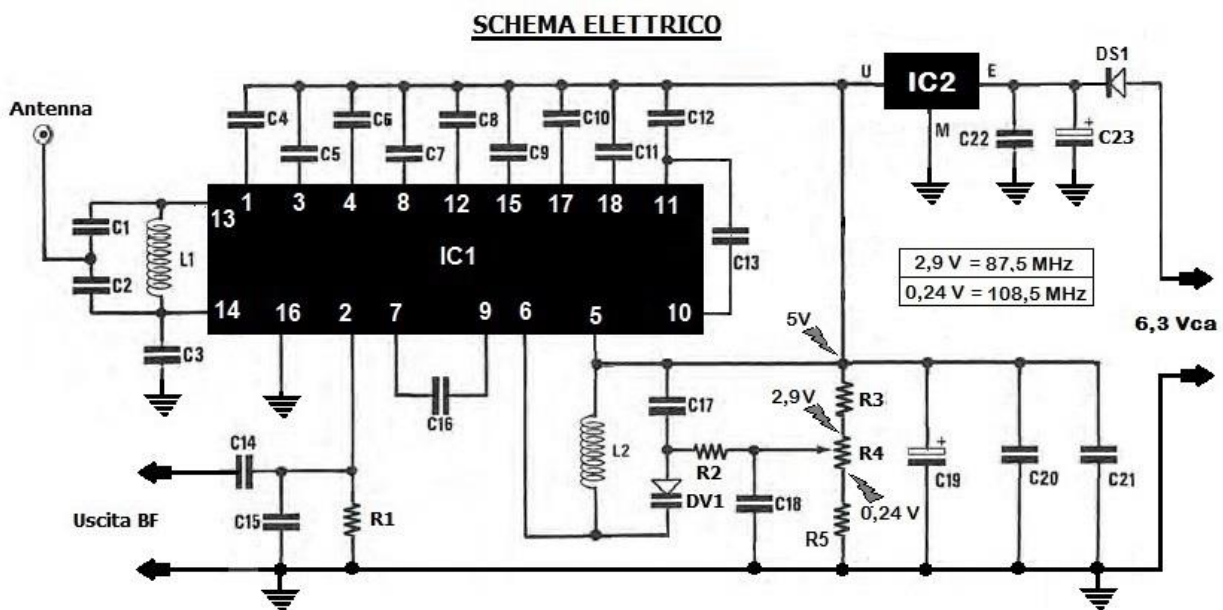 SCHEMA ELETTRICO
Antenna
C1
C2
L1
C3
C4
C5
C6
C7
C8
C9
C10
C11
C12
C13
13 1 3 4 8 12 15 17 18 11
IC1
14 16 2 7 9 6 5 10
U
IC2
E
M
DS1
C22
+
C23
2,9 V = 87,5 MHz
0,24 V = 108,5 MHz
6,3 Vca
5V
2,9V
0,24 V
C16
C14
C15
R1
Uscita BF
L2
C17
R2
DV1
C18
R3
R4
R5
+
C19
C20
C21